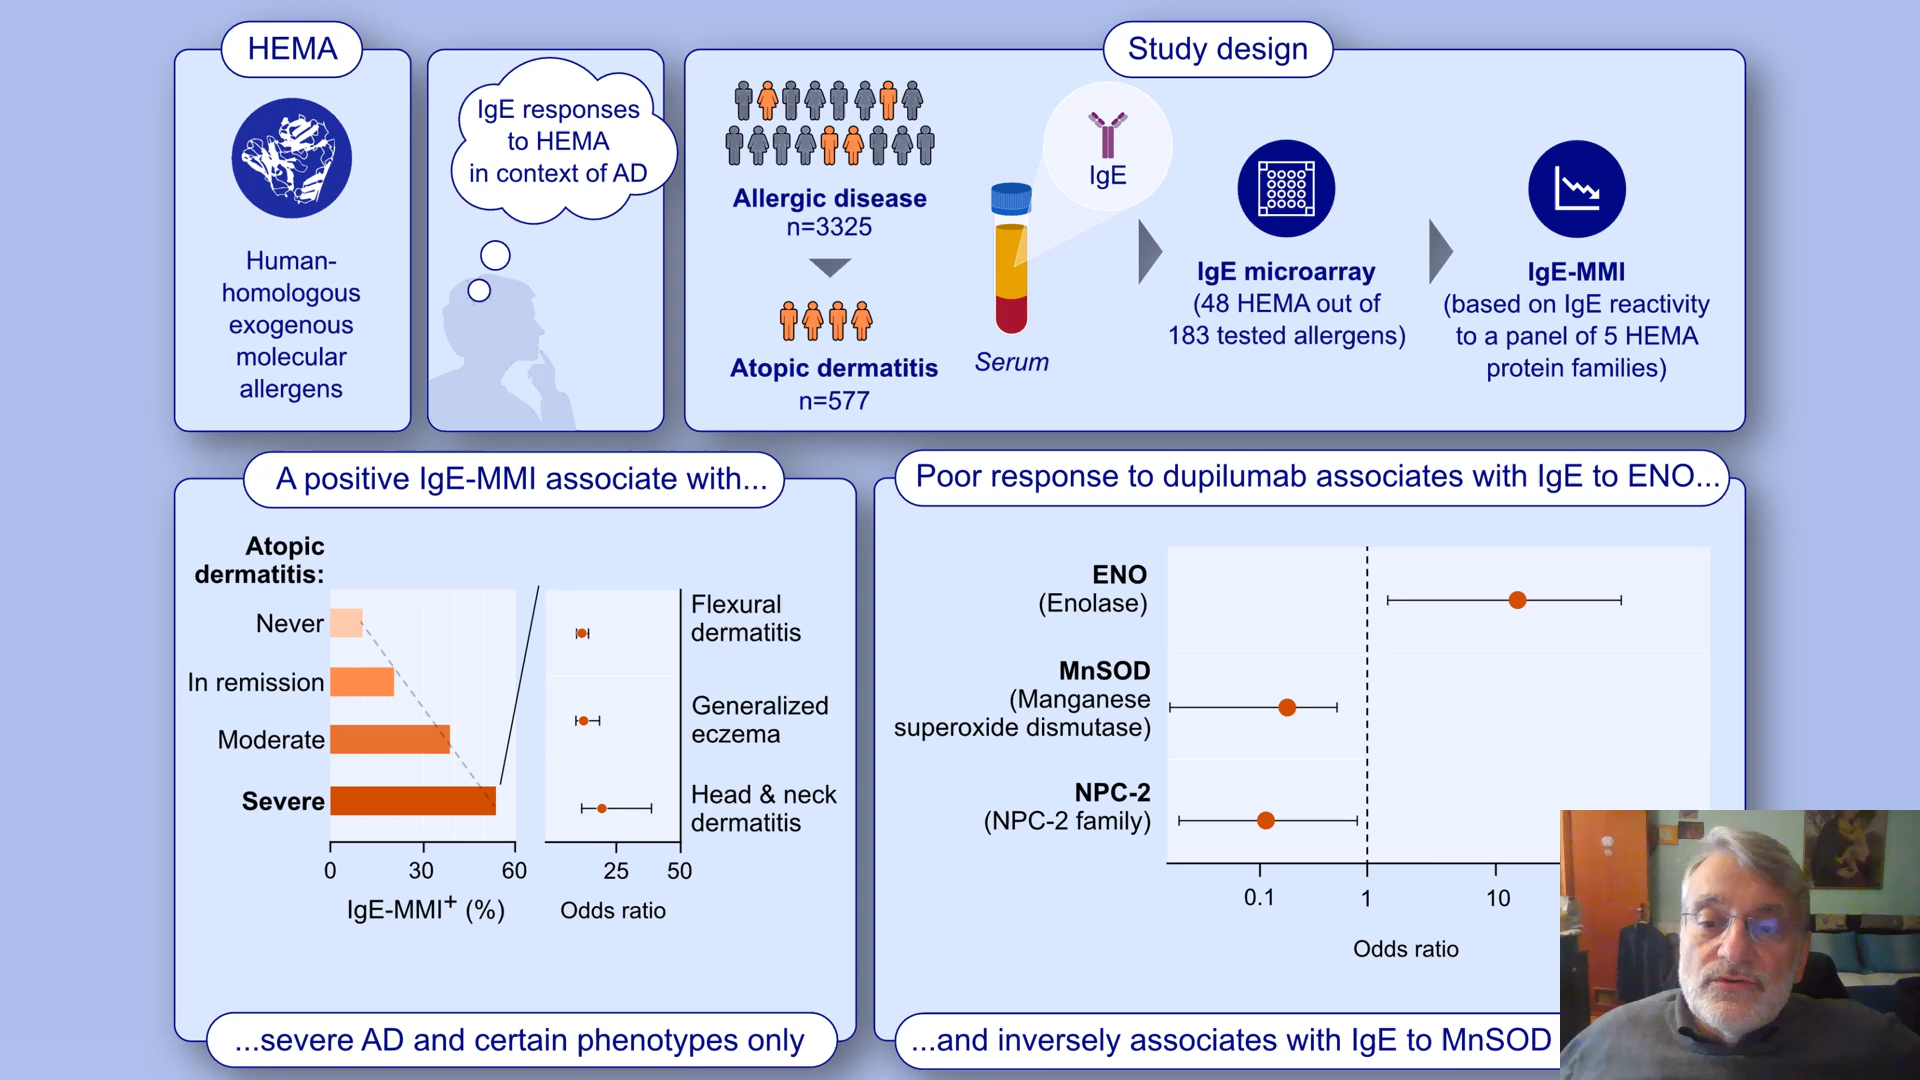 HEMA
Human-
homologous
exogenous
molecular
allergens
IgE responses
to HEMA
in context of AD
Study design
Allergic disease
n=3325
Atopic dermatitis
n=577
Serum
IgE
IgE microarray
(48 HEMA out of
183 tested allergens)
IgE-MMI
(based on IgE reactivity
to a panel of 5 HEMA
protein families)
A positive IgE-MMI associate with...
Atopic
dermatitis:
Never
In remission
Moderate
Severe
0 30 60
IgE-MMI+ (%)
Flexural
dermatitis
Generalized
eczema
Head & neck
dermatitis
25 50
Odds ratio
...severe AD and certain phenotypes only
Poor response to dupilumab associates with IgE to ENO...
ENO
(Enolase)
MnSOD
(Manganese
superoxide dismutase)
NPC-2
(NPC-2 family)
0.1 1 10
Odds ratio
...and inversely associates with IgE to MnSOD